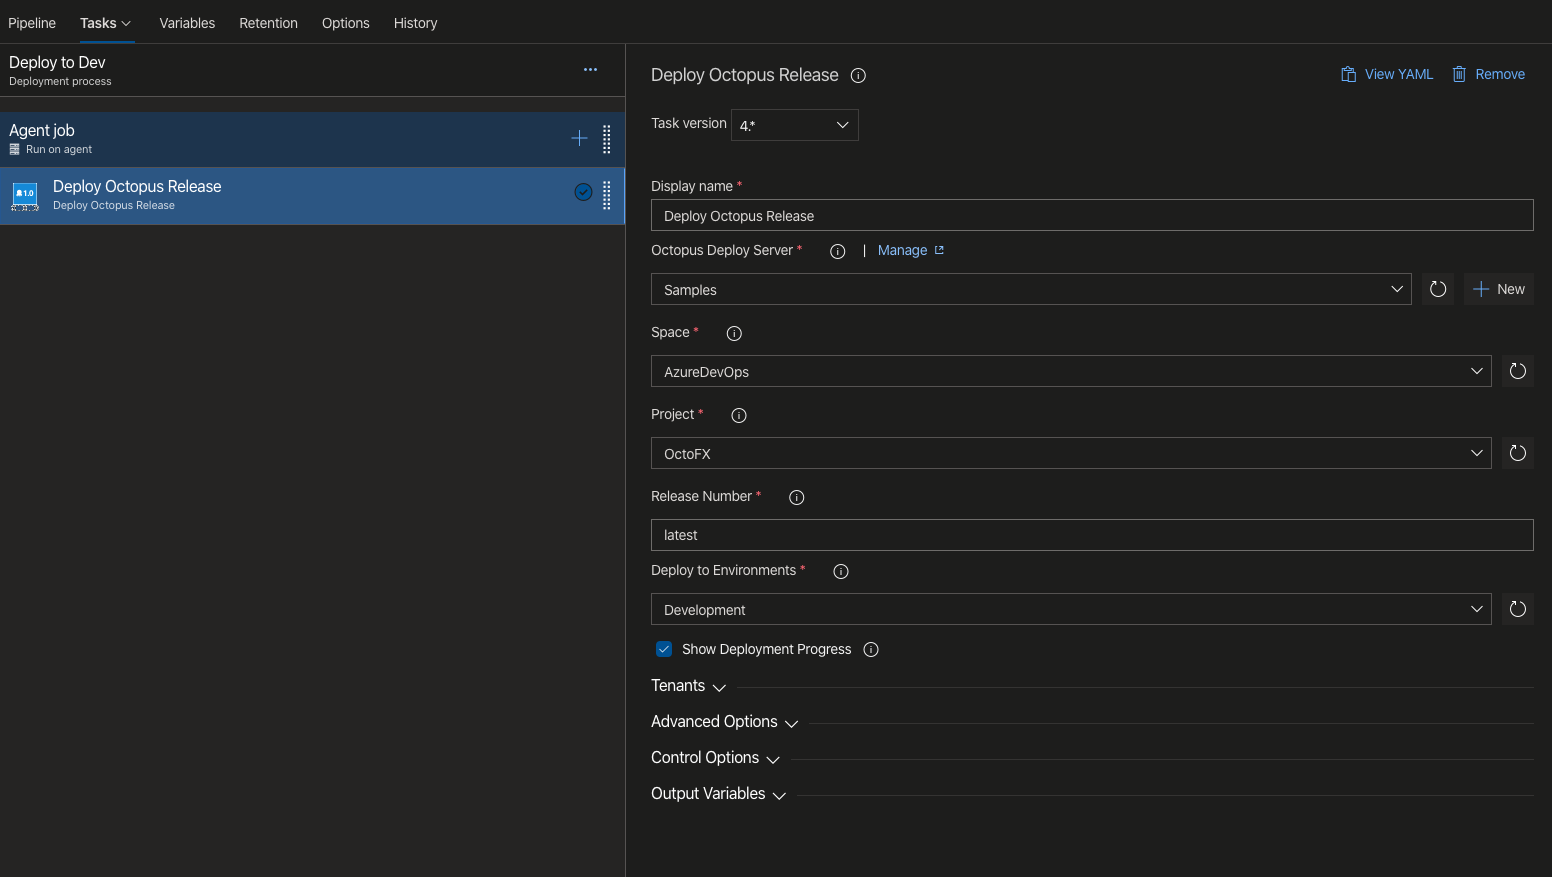 Pipeline Tasks Variables Retention Options History
Deploy to Dev
Deployment process
Agent job
Run on agent
1.0
Deploy Octopus Release
Deploy Octopus Release
Deploy Octopus Release
View YAML Remove
Task version 4.*
Display name *
Deploy Octopus Release
Octopus Deploy Server * | Manage
Samples
New
Space *
AzureDevOps
Project *
OctoFX
Release Number *
latest
Deploy to Environments *
Development
Show Deployment Progress
Tenants
Advanced Options
Control Options
Output Variables